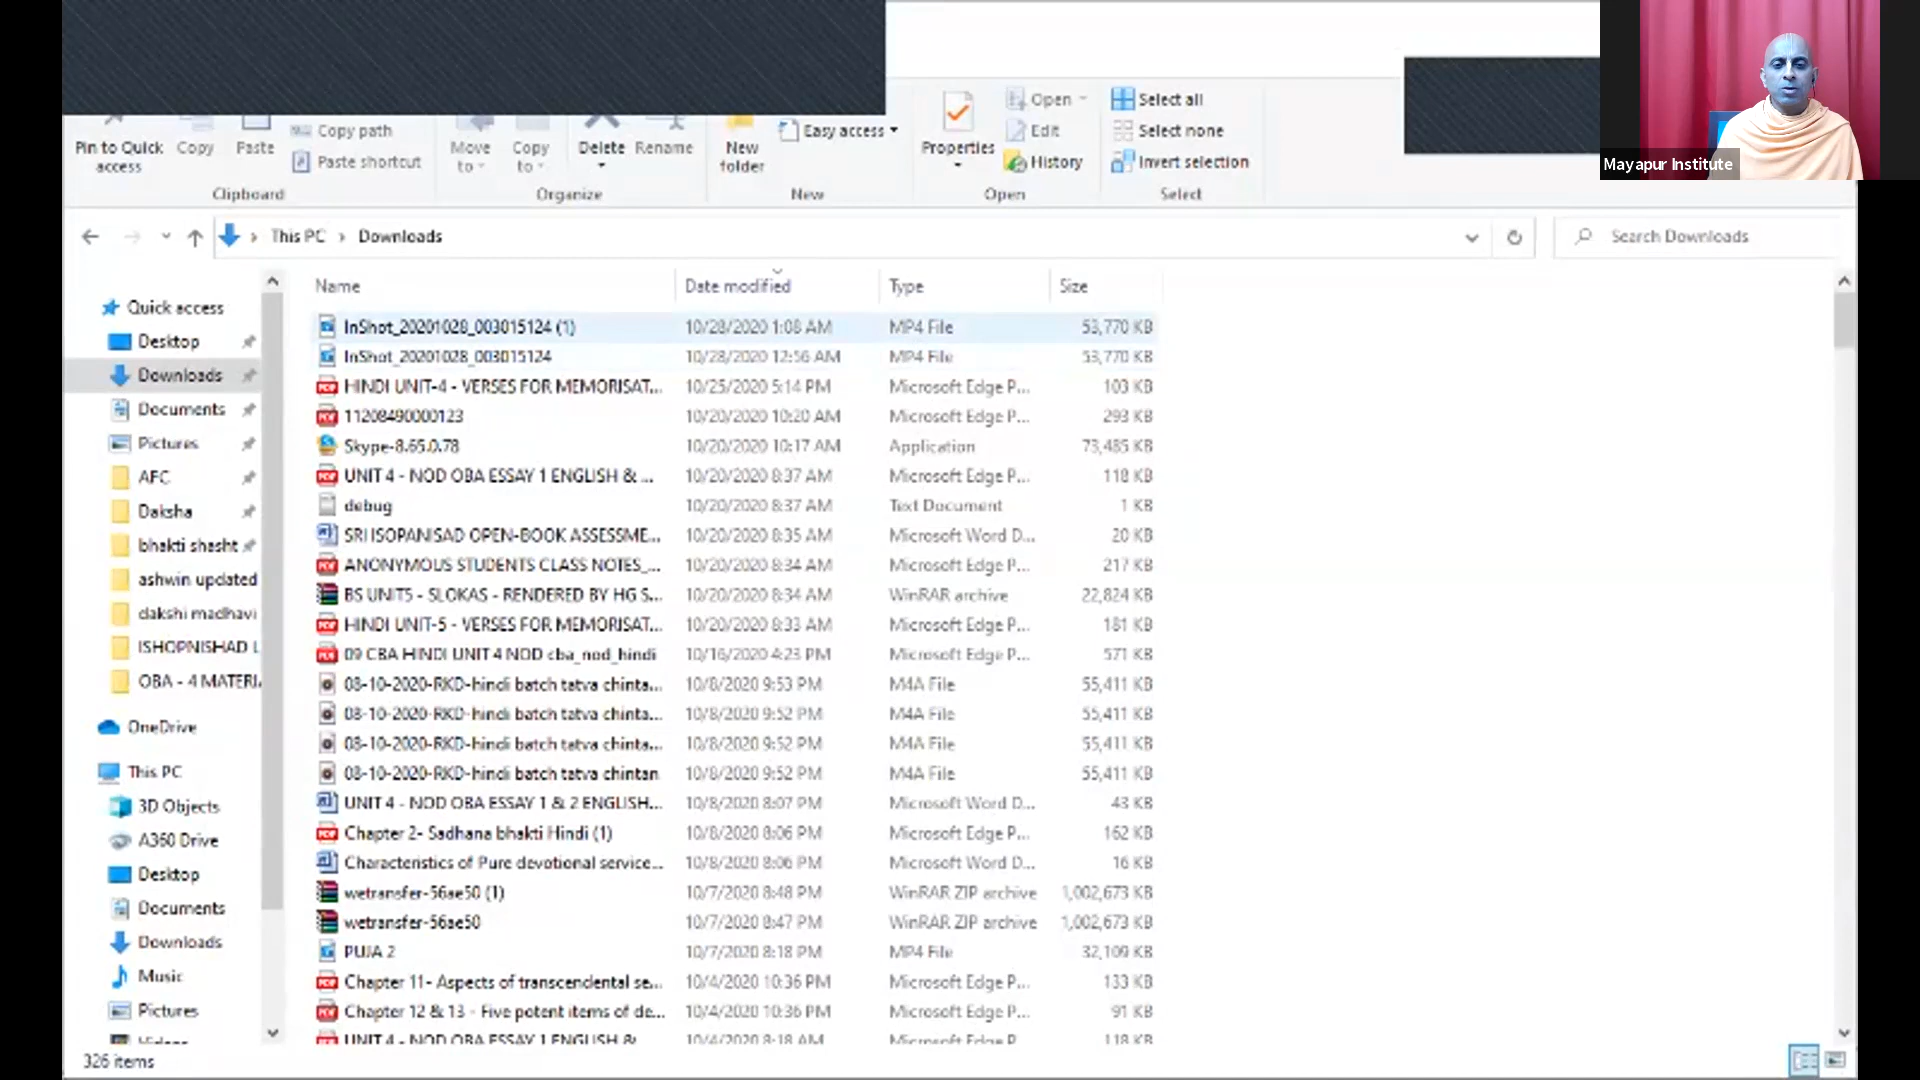 Mayapur Institute
Pin to Quick access
Copy
Paste
Copy path
Paste shortcut
Clipboard
Move to
Copy to
Delete
Rename
Organize
New folder
Easy access
New
Properties
Open
Edit
History
Open
Select all
Select none
Invert selection
Select
This PC > Downloads
Search Downloads
Quick access
Desktop
Downloads
Documents
Pictures
AFC
Daksha
bhakti shasht
ashwin updated
dakshi madhavi
ISHOPNISHAD L
OBA - 4 MATERI
OneDrive
This PC
3D Objects
A360 Drive
Desktop
Documents
Downloads
Music
Pictures
Videos
Name Date modified Type Size
InShot_20201028_003015124 (1) 10/28/2020 1:08 AM MP4 File 53,770 KB
InShot_20201028_003015124 10/28/2020 12:56 AM MP4 File 53,770 KB
HINDI UNIT-4 - VERSES FOR MEMORISAT... 10/25/2020 5:14 PM Microsoft Edge P... 103 KB
11208490000123 10/20/2020 10:20 AM Microsoft Edge P... 293 KB
Skype-8.65.0.78 10/20/2020 10:17 AM Application 73,485 KB
UNIT 4 - NOD OBA ESSAY 1 ENGLISH & ... 10/20/2020 8:37 AM Microsoft Edge P... 118 KB
debug 10/20/2020 8:37 AM Text Document 1 KB
SRI ISOPANISAD OPEN-BOOK ASSESSME... 10/20/2020 8:35 AM Microsoft Word D... 20 KB
ANONYMOUS STUDENTS CLASS NOTES_... 10/20/2020 8:34 AM Microsoft Edge P... 217 KB
BS UNIT5 - SLOKAS - RENDERED BY HG S... 10/20/2020 8:34 AM WinRAR archive 22,824 KB
HINDI UNIT-5 - VERSES FOR MEMORISAT... 10/20/2020 8:33 AM Microsoft Edge P... 181 KB
09 CBA HINDI UNIT 4 NOD cba_nod_hindi 10/16/2020 4:23 PM Microsoft Edge P... 571 KB
08-10-2020-RKD-hindi batch tatva chinta... 10/8/2020 9:53 PM M4A File 55,411 KB
08-10-2020-RKD-hindi batch tatva chinta... 10/8/2020 9:52 PM M4A File 55,411 KB
08-10-2020-RKD-hindi batch tatva chinta... 10/8/2020 9:52 PM M4A File 55,411 KB
08-10-2020-RKD-hindi batch tatva chintan 10/8/2020 9:52 PM M4A File 55,411 KB
UNIT 4 - NOD OBA ESSAY 1 & 2 ENGLISH... 10/8/2020 8:07 PM Microsoft Word D... 43 KB
Chapter 2- Sadhana bhakti Hindi (1) 10/8/2020 8:06 PM Microsoft Edge P... 162 KB
Characteristics of Pure devotional service... 10/8/2020 8:06 PM Microsoft Word D... 16 KB
wetransfer-56ae50 (1) 10/7/2020 8:48 PM WinRAR ZIP archive 1,002,673 KB
wetransfer-56ae50 10/7/2020 8:47 PM WinRAR ZIP archive 1,002,673 KB
PUJA 2 10/7/2020 8:18 PM MP4 File 32,109 KB
Chapter 11- Aspects of transcendental se... 10/4/2020 10:36 PM Microsoft Edge P... 133 KB
Chapter 12 & 13 - Five potent items of de... 10/4/2020 10:36 PM Microsoft Edge P... 91 KB
UNIT 4 - NOD OBA ESSAY 1 ENGLISH & 10/4/2020 8:18 AM Microsoft Edge P 118 KB
326 items